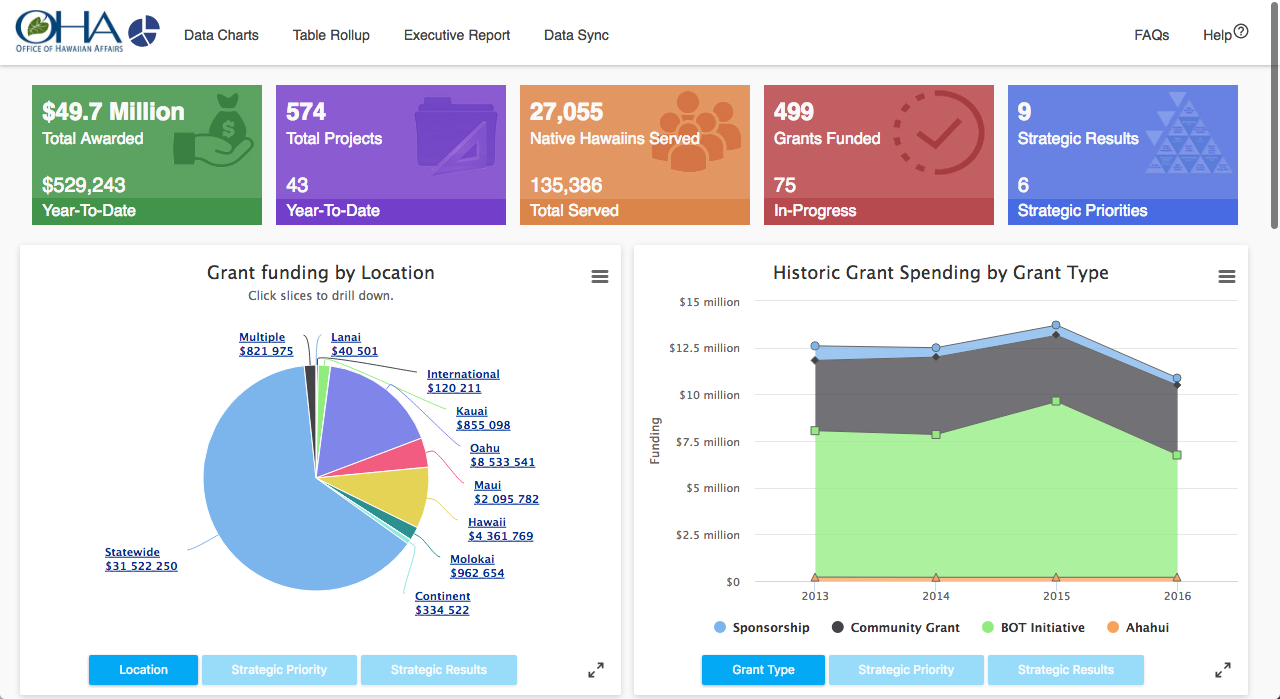 OHA
OFFICE OF HAWAIIAN AFFAIRS
Data Charts
Table Rollup
Executive Report
Data Sync
FAQs
Help
$49.7 Million
Total Awarded
$529,243
Year-To-Date
574
Total Projects
43
Year-To-Date
27,055
Native Hawaiins Served
135,386
Total Served
499
Grants Funded
75
In-Progress
9
Strategic Results
6
Strategic Priorities
Grant funding by Location
Click slices to drill down.
Multiple
$821 975
Lanai
$40 501
International
$120 211
Kauai
$855 098
Oahu
$8 533 541
Maui
$2 095 782
Hawaii
$4 361 769
Molokai
$962 654
Continent
$334 522
Statewide
$31 522 250
Location
Strategic Priority
Strategic Results
Historic Grant Spending by Grant Type
Funding
$15 million
$12.5 million
$10 million
$7.5 million
$5 million
$2.5 million
$0
2013
2014
2015
2016
Sponsorship
Community Grant
BOT Initiative
Ahahui
Grant Type
Strategic Priority
Strategic Results